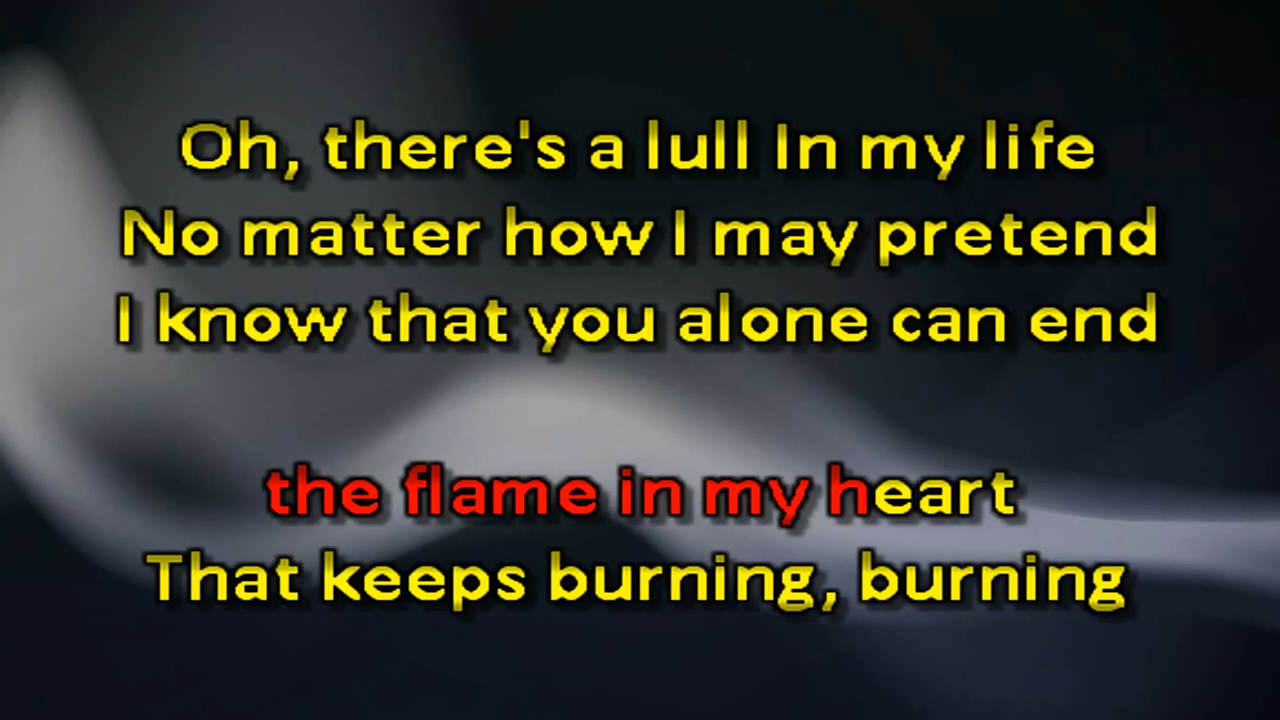 Oh, there's a lull In my life
No matter how I may pretend
I know that you alone can end
the flame in my heart
That keeps burning, burning